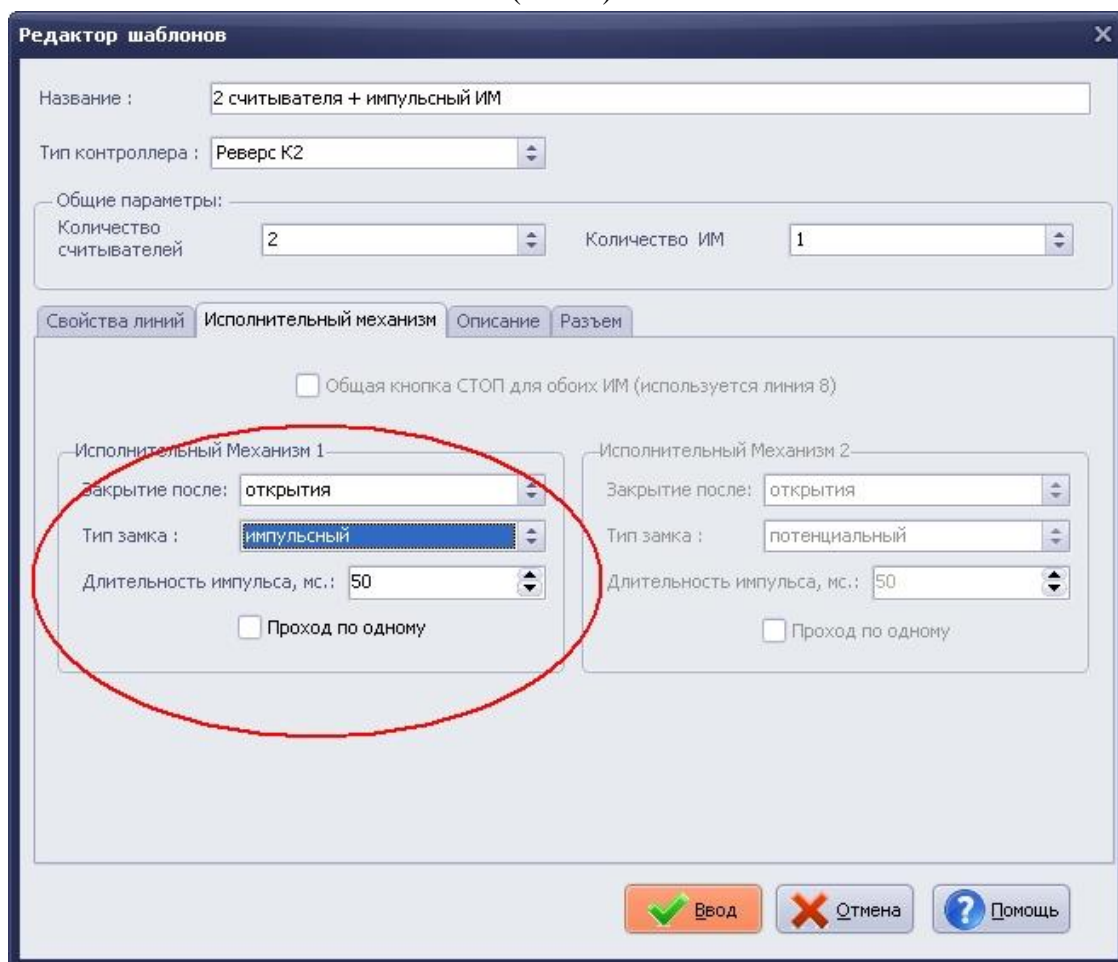 Редактор шаблонов
Название : 2 считывателя + импульсный ИМ
Тип контроллера : Реверс К2
Общие параметры:
Количество считывателей 2 Количество ИМ 1
Свойства линий Исполнительный механизм Описание Разъем
Общая кнопка СТОП для обоих ИМ (используется линия 8)
Исполнительный Механизм 1
Закрытие после: открытия
Тип замка : импульсный
Длительность импульса, мс.: 50
Проход по одному
Исполнительный Механизм 2
Закрытие после: открытия
Тип замка : потенциальный
Длительность импульса, мс.: 50
Проход по одному
Ввод Отмена Помощь